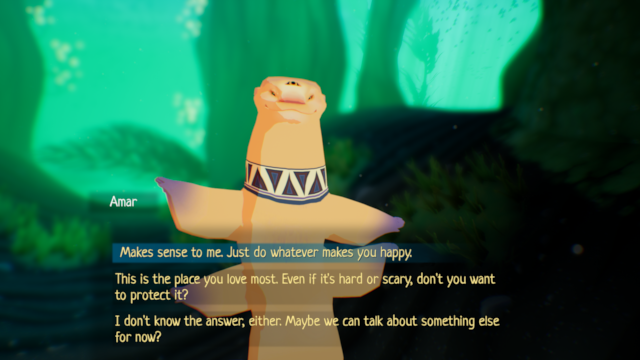 Amar
Makes sense to me. Just do whatever makes you happy.
This is the place you love most. Even if it's hard or scary, don't you want
to protect it?
I don't know the answer, either. Maybe we can talk about something else
for now?